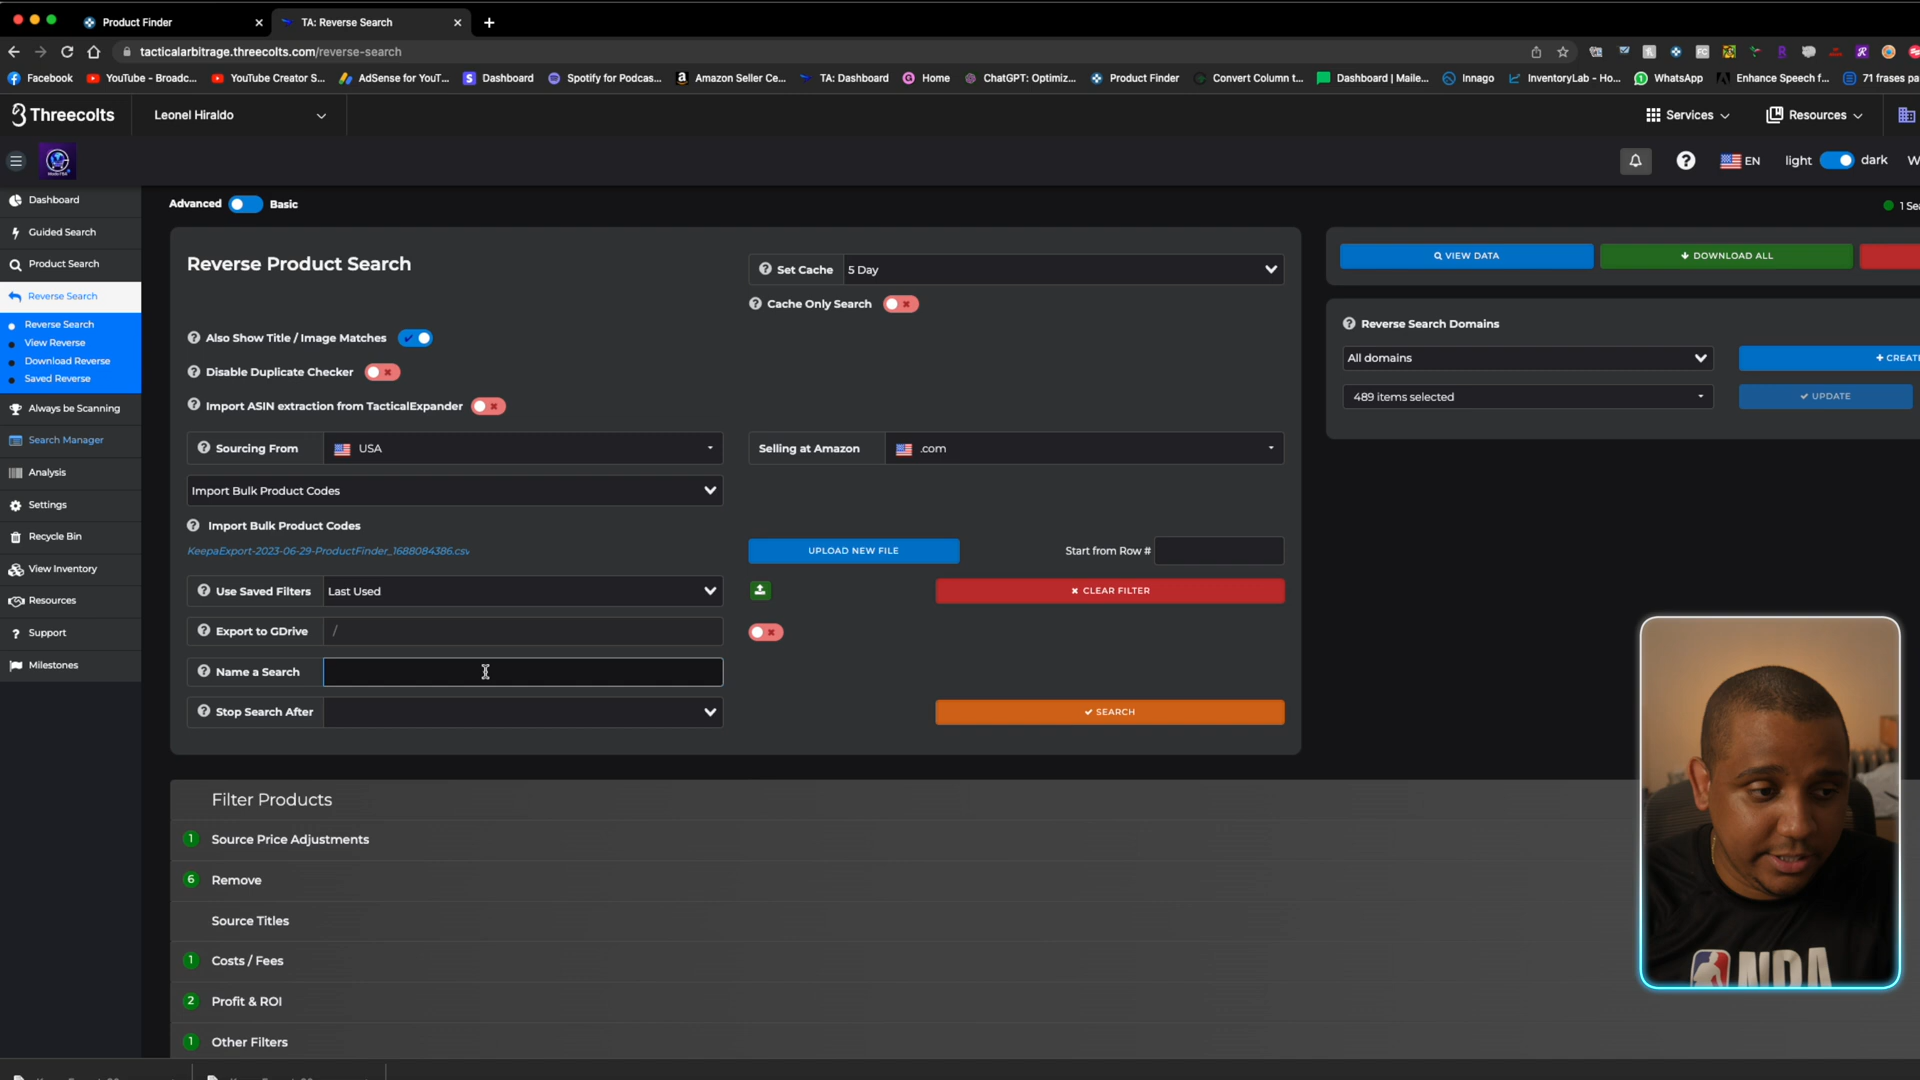 Product Finder
TA: Reverse Search
tacticalarbitrage.threecolts.com/reverse-search
Facebook
YouTube - Broadc...
YouTube Creator S...
AdSense for YouT...
Dashboard
Spotify for Podcas...
Amazon Seller Ce...
TA: Dashboard
Home
ChatGPT: Optimiz...
Product Finder
Convert Column t...
Dashboard | Maile...
Innago
InventoryLab - Ho...
WhatsApp
Enhance Speech f...
71 frases pa
Threecolts
Leonel Hiraldo
Services
Resources
EN
light
dark
W
Dashboard
Guided Search
Product Search
Reverse Search
Reverse Search
View Reverse
Download Reverse
Saved Reverse
Always be Scanning
Search Manager
Analysis
Settings
Recycle Bin
View Inventory
Resources
Support
Milestones
Advanced
Basic
1 Sea
Reverse Product Search
Set Cache
5 Day
Cache Only Search
Also Show Title / Image Matches
Disable Duplicate Checker
Import ASIN extraction from TacticalExpander
Sourcing From
USA
Selling at Amazon
.com
Import Bulk Product Codes
Import Bulk Product Codes
KeepaExport-2023-06-29-ProductFinder_1688084386.csv
UPLOAD NEW FILE
Start from Row #
Use Saved Filters
Last Used
CLEAR FILTER
Export to GDrive
/
Name a Search
Stop Search After
SEARCH
VIEW DATA
DOWNLOAD ALL
Reverse Search Domains
All domains
+ CREATE
489 items selected
UPDATE
Filter Products
1 Source Price Adjustments
6 Remove
Source Titles
1 Costs / Fees
2 Profit & ROI
1 Other Filters
NBA